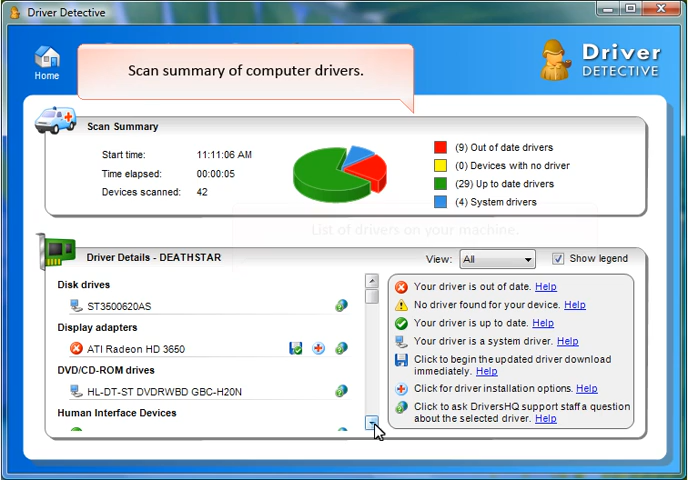 Driver Detective
Home
Scan summary of computer drivers.
Driver
DETECTIVE
Scan Summary
Start time: 11:11:06 AM
Time elapsed: 00:00:05
Devices scanned: 42
(9) Out of date drivers
(0) Devices with no driver
(29) Up to date drivers
(4) System drivers
List of drivers on your machine.
Driver Details - DEATHSTAR
View: All
Show legend
Disk drives
ST3500620AS
Display adapters
ATI Radeon HD 3650
DVD/CD-ROM drives
HL-DT-ST DVDRWBD GBC-H20N
Human Interface Devices
Your driver is out of date. Help
No driver found for your device. Help
Your driver is up to date. Help
Your driver is a system driver. Help
Click to begin the updated driver download
immediately. Help
Click for driver installation options. Help
Click to ask DriversHQ support staff a question
about the selected driver. Help